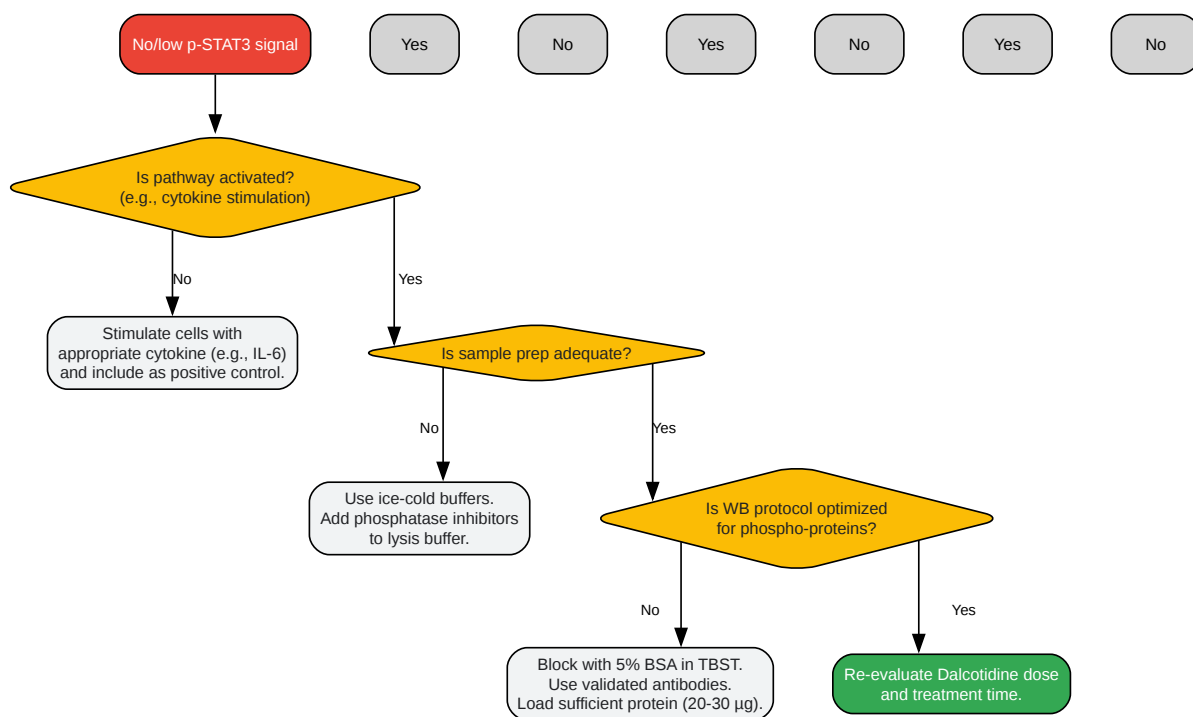 No/low p-STAT3 signal
Yes
No
Yes
No
Yes
No
Is pathway activated?
(e.g., cytokine stimulation)
No
Yes
Stimulate cells with
appropriate cytokine (e.g., IL-6)
and include as positive control.
Is sample prep adequate?
No
Yes
Use ice-cold buffers.
Add phosphatase inhibitors
to lysis buffer.
Is WB protocol optimized
for phospho-proteins?
No
Yes
Block with 5% BSA in TBST.
Use validated antibodies.
Load sufficient protein (20-30 µg).
Re-evaluate Dalcotidine dose
and treatment time.